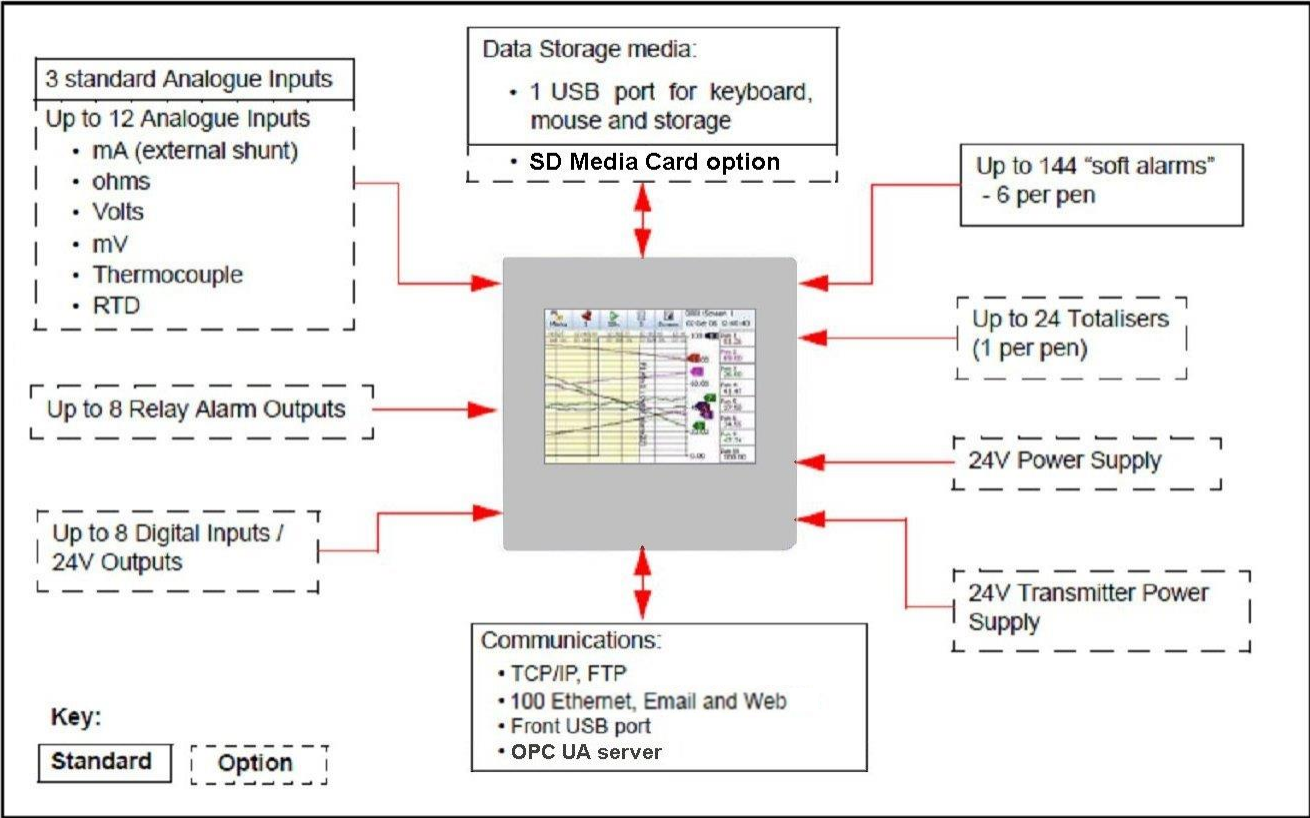 3 standard Analogue Inputs
Up to 12 Analogue Inputs
• mA (external shunt)
• ohms
• Volts
• mV
• Thermocouple
• RTD
Data Storage media:
• 1 USB port for keyboard,
mouse and storage
• SD Media Card option
Up to 144 “soft alarms”
- 6 per pen
Up to 24 Totalisers
(1 per pen)
Up to 8 Relay Alarm Outputs
24V Power Supply
Up to 8 Digital Inputs /
24V Outputs
24V Transmitter Power
Supply
Communications:
• TCP/IP, FTP
• 100 Ethernet, Email and Web
• Front USB port
• OPC UA server
Key:
Standard
Option